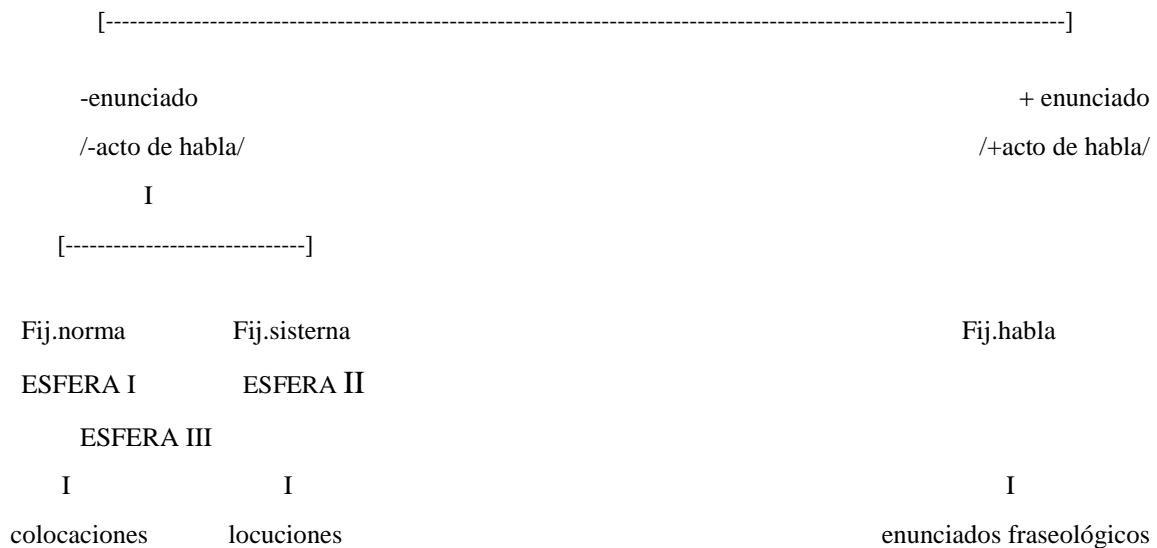 [------------------------------------------------------------------------------------------------------------------------]
-enunciado + enunciado
/-acto de habla/ /+acto de habla/
I
[------------------------------]
Fij.norma Fij.sisterna Fij.habla
ESFERA I ESFERA II
ESFERA III
I I I
colocaciones locuciones enunciados fraseológicos